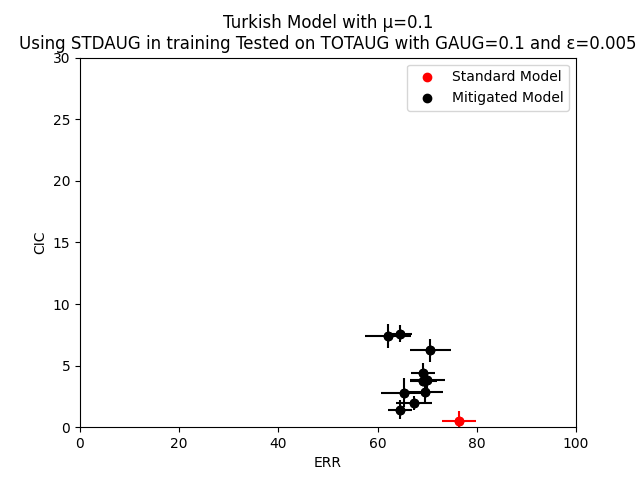 Turkish Model with μ=0.1
Using STDAUG in training Tested on TOTAUG with GAUG=0.1 and ε=0.005
30
25
20
15
10
5
0
CIC
Standard Model
Mitigated Model
0 20 40 60 80 100
ERR